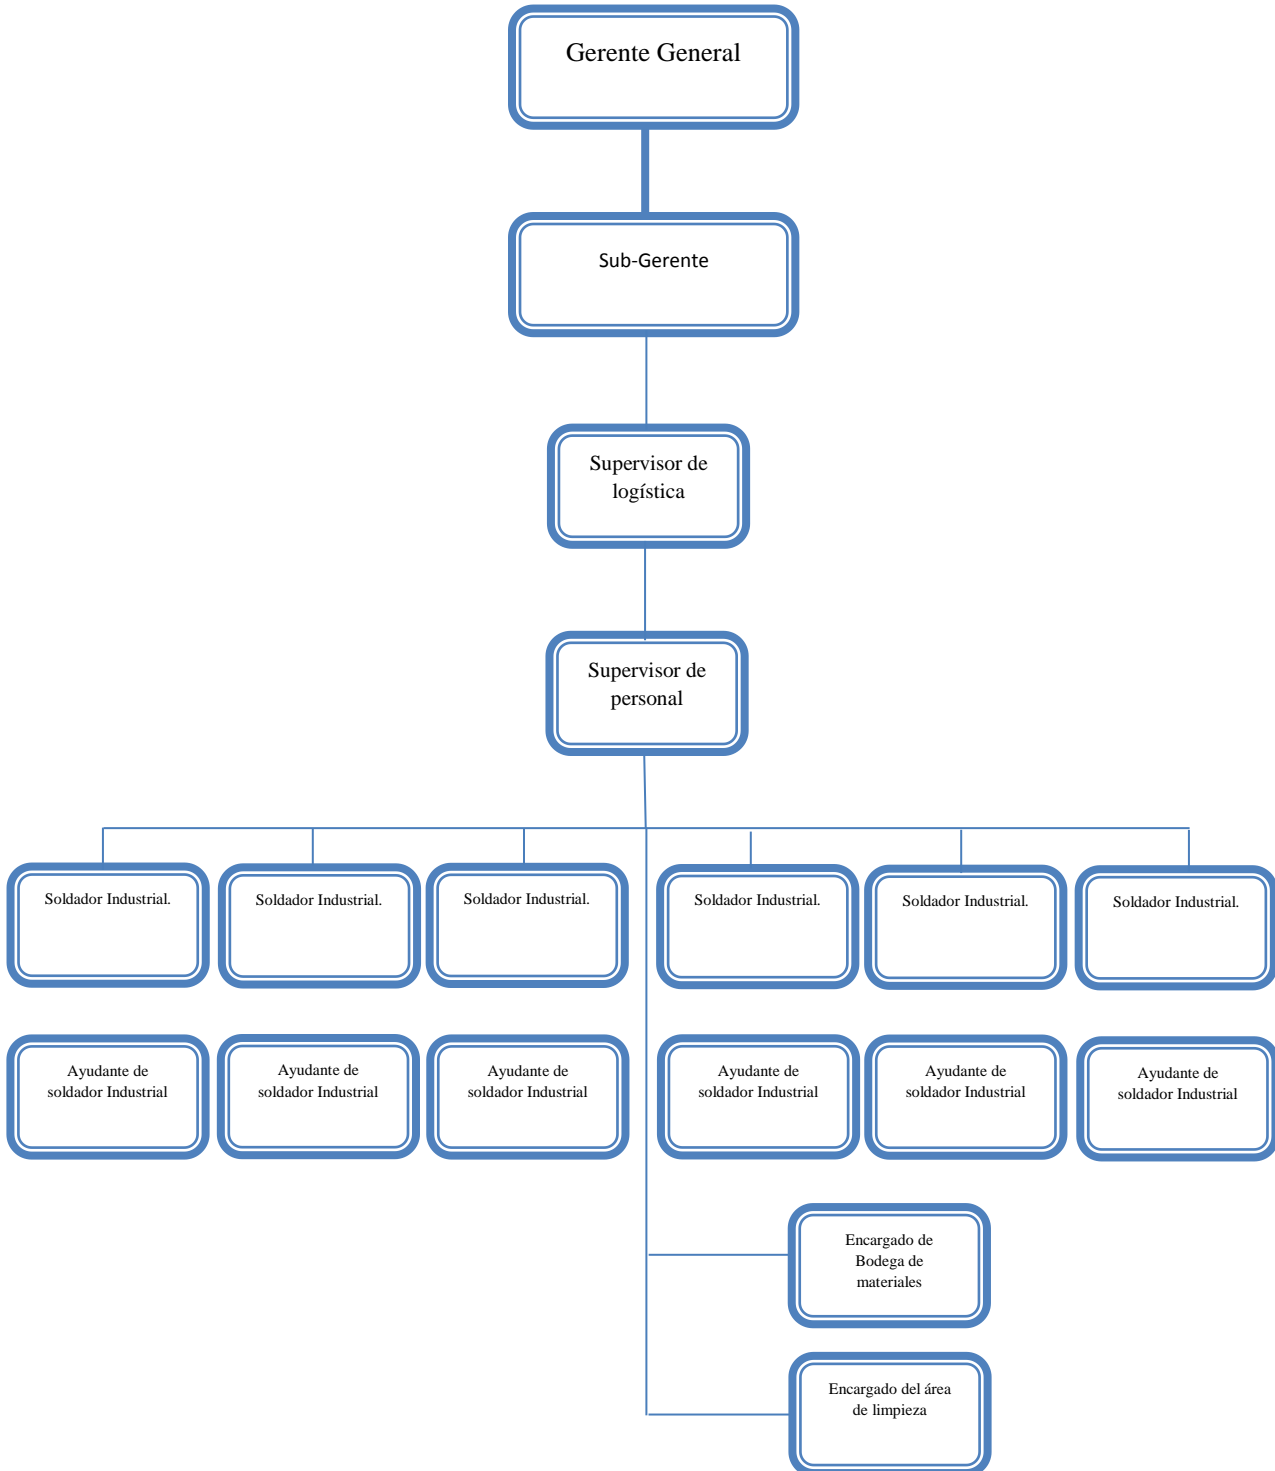 Gerente General
Sub-Gerente
Supervisor de
logística
Supervisor de
personal
Soldador Industrial.
Soldador Industrial.
Soldador Industrial.
Soldador Industrial.
Soldador Industrial.
Soldador Industrial.
Ayudante de
soldador Industrial
Ayudante de
soldador Industrial
Ayudante de
soldador Industrial
Ayudante de
soldador Industrial
Ayudante de
soldador Industrial
Ayudante de
soldador Industrial
Encargado de
Bodega de
materiales
Encargado del área
de limpieza